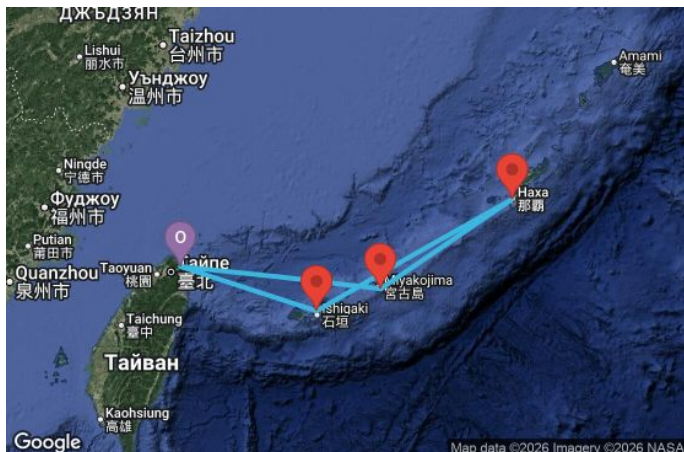 ДЖЪДЗЯН
Taizhou
台州市
Lishui
丽水市
Уънджоу
温州市
Amami
奄美
Ningde
宁德市
Фуджоу
福州市
Haxa
那覇
Putian
莆田市
O
Тайпе
臺北
Taoyuan
桃園
Quanzhou
泉州市
Miyakojima
宮古島
Ishigaki
石垣
Taichung
臺中
Тайван
Kaohsiung
高雄
Google
Map data ©2026 Imagery ©2026 NASA